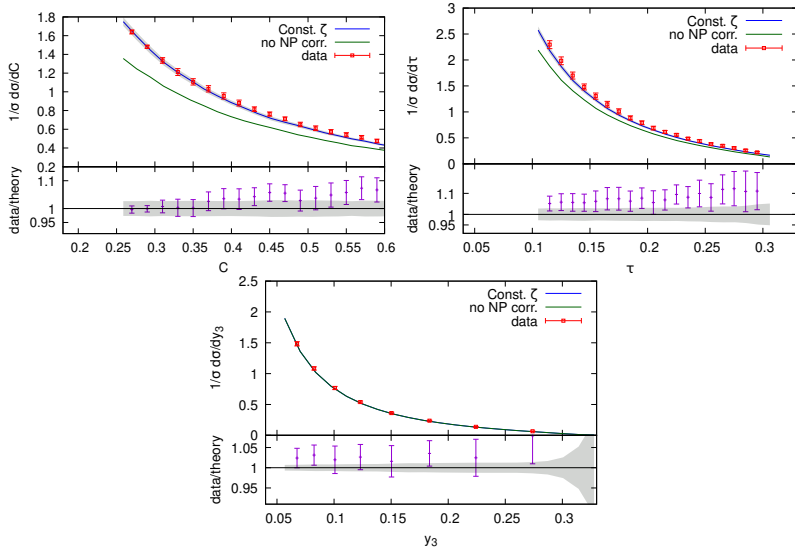 1/σ dσ/dC
1.8
1.6
1.4
1.2
1
0.8
0.6
0.4
0.2
Const. ζ
no NP corr.
data
data/theory
1.1
1
0.95
0.2 0.25 0.3 0.35 0.4 0.45 0.5 0.55 0.6
C
1/σ dσ/dτ
3
2.5
2
1.5
1
0.5
0
Const. ζ
no NP corr.
data
data/theory
1.1
1
0.95
0.05 0.1 0.15 0.2 0.25 0.3
τ
1/σ dσ/dy₃
2.5
2
1.5
1
0.5
0
Const. ζ
no NP corr.
data
data/theory
1.05
1
0.95
0.05 0.1 0.15 0.2 0.25 0.3
y₃